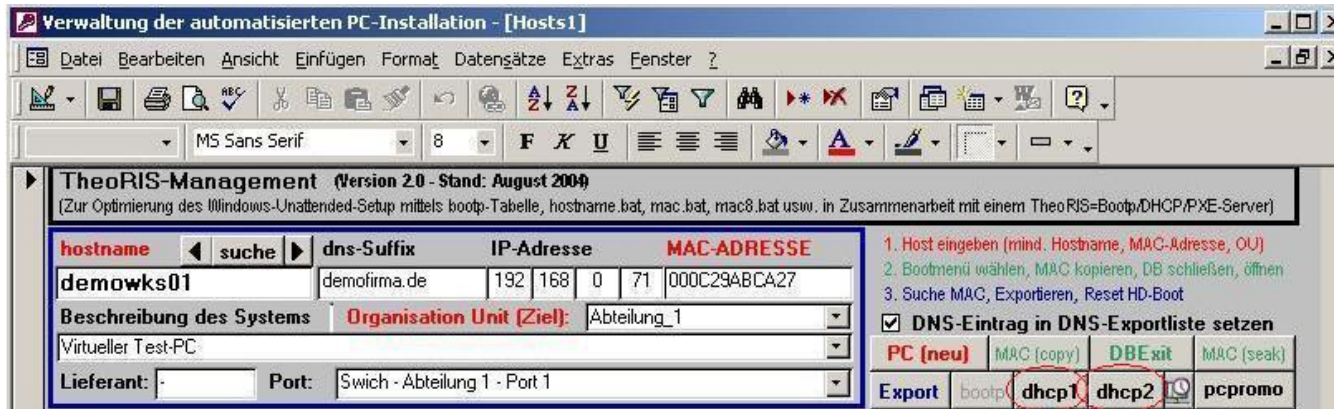 Verwaltung der automatisierten PC-Installation - [Hosts1]
Datei Bearbeiten Ansicht Einfügen Format Datensätze Extras Fenster ?
MS Sans Serif 8 F K U
TheoRIS-Management (Version 2.0 - Stand: August 2004)
(Zur Optimierung des Windows-Unattended-Setup mittels bootp-Tabelle, hostname.bat, mac.bat, mac8.bat usw. in Zusammenarbeit mit einem TheoRIS=Bootp/DHCP/PXE-Server)
hostname suche dns-Suffix IP-Adresse MAC-ADRESSE
demowks01 demofirma.de 192 168 0 71 000C29ABCA27
Beschreibung des Systems Organisation Unit (Ziel): Abteilung_1
Virtueller Test-PC
Lieferant: - Port: Swich - Abteilung 1 - Port 1
1. Host eingeben (mind. Hostname, MAC-Adresse, OU)
2. Bootmenü wählen, MAC kopieren, DB schließen, öffnen
3. Suche MAC, Exportieren, Reset HD-Boot
DNS-Eintrag in DNS-Exportliste setzen
PC (neu) MAC (copy) DBExit MAC (seak)
Export bootp dhcp1 dhcp2 pcpromo